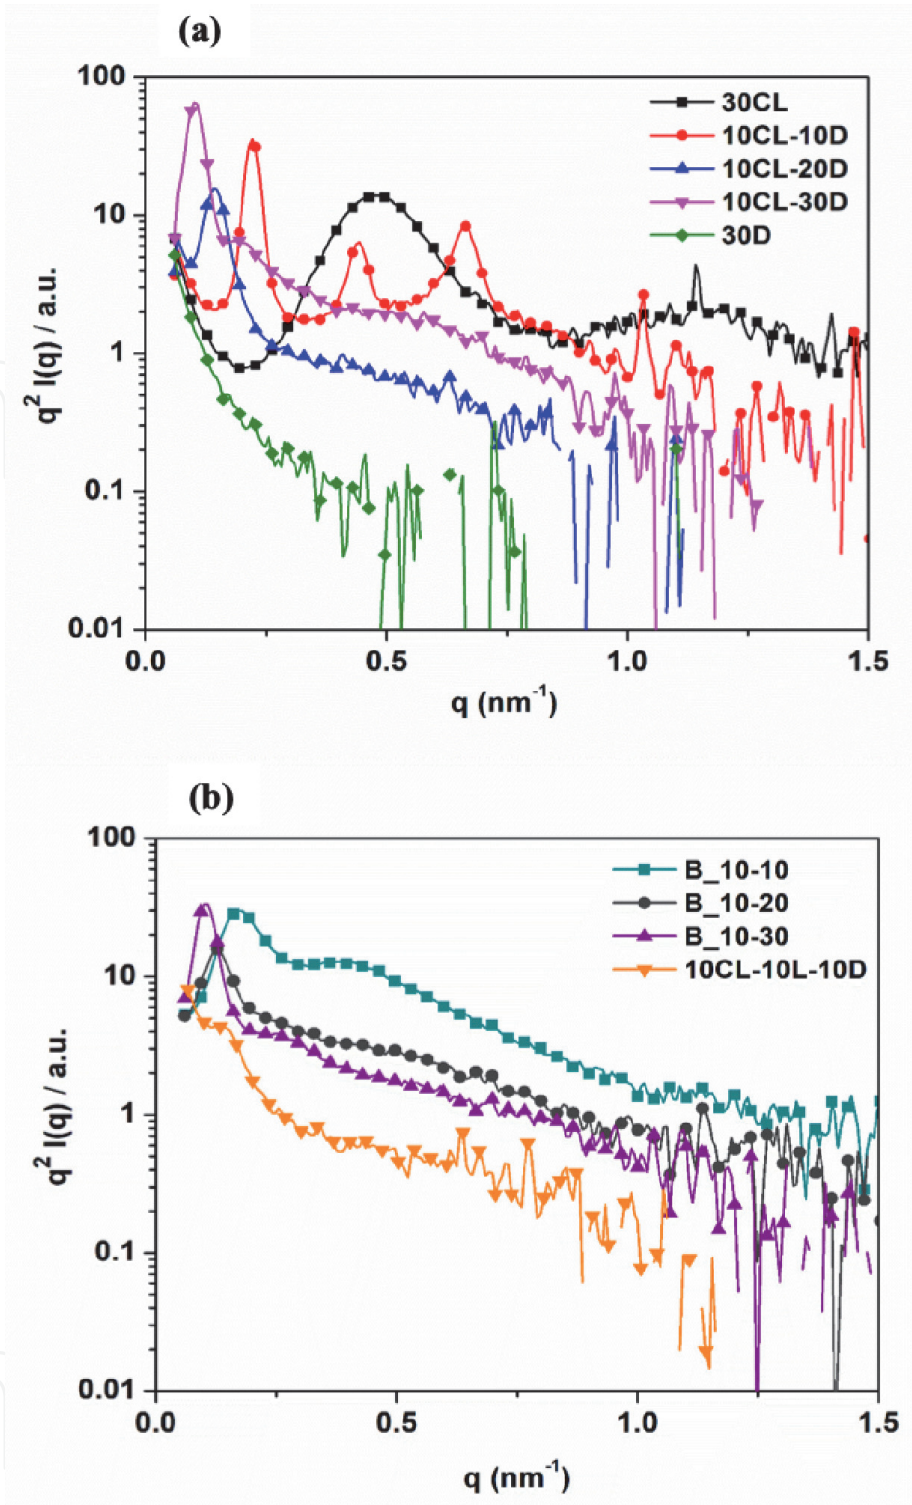 (a)
100
10
1
0.1
0.01
q² I(q) / a.u.
30CL
10CL-10D
10CL-20D
10CL-30D
30D
0.0 0.5 1.0 1.5
q (nm⁻¹)
(b)
100
10
1
0.1
0.01
q² I(q) / a.u.
B_10-10
B_10-20
B_10-30
10CL-10L-10D
0.0 0.5 1.0 1.5
q (nm⁻¹)